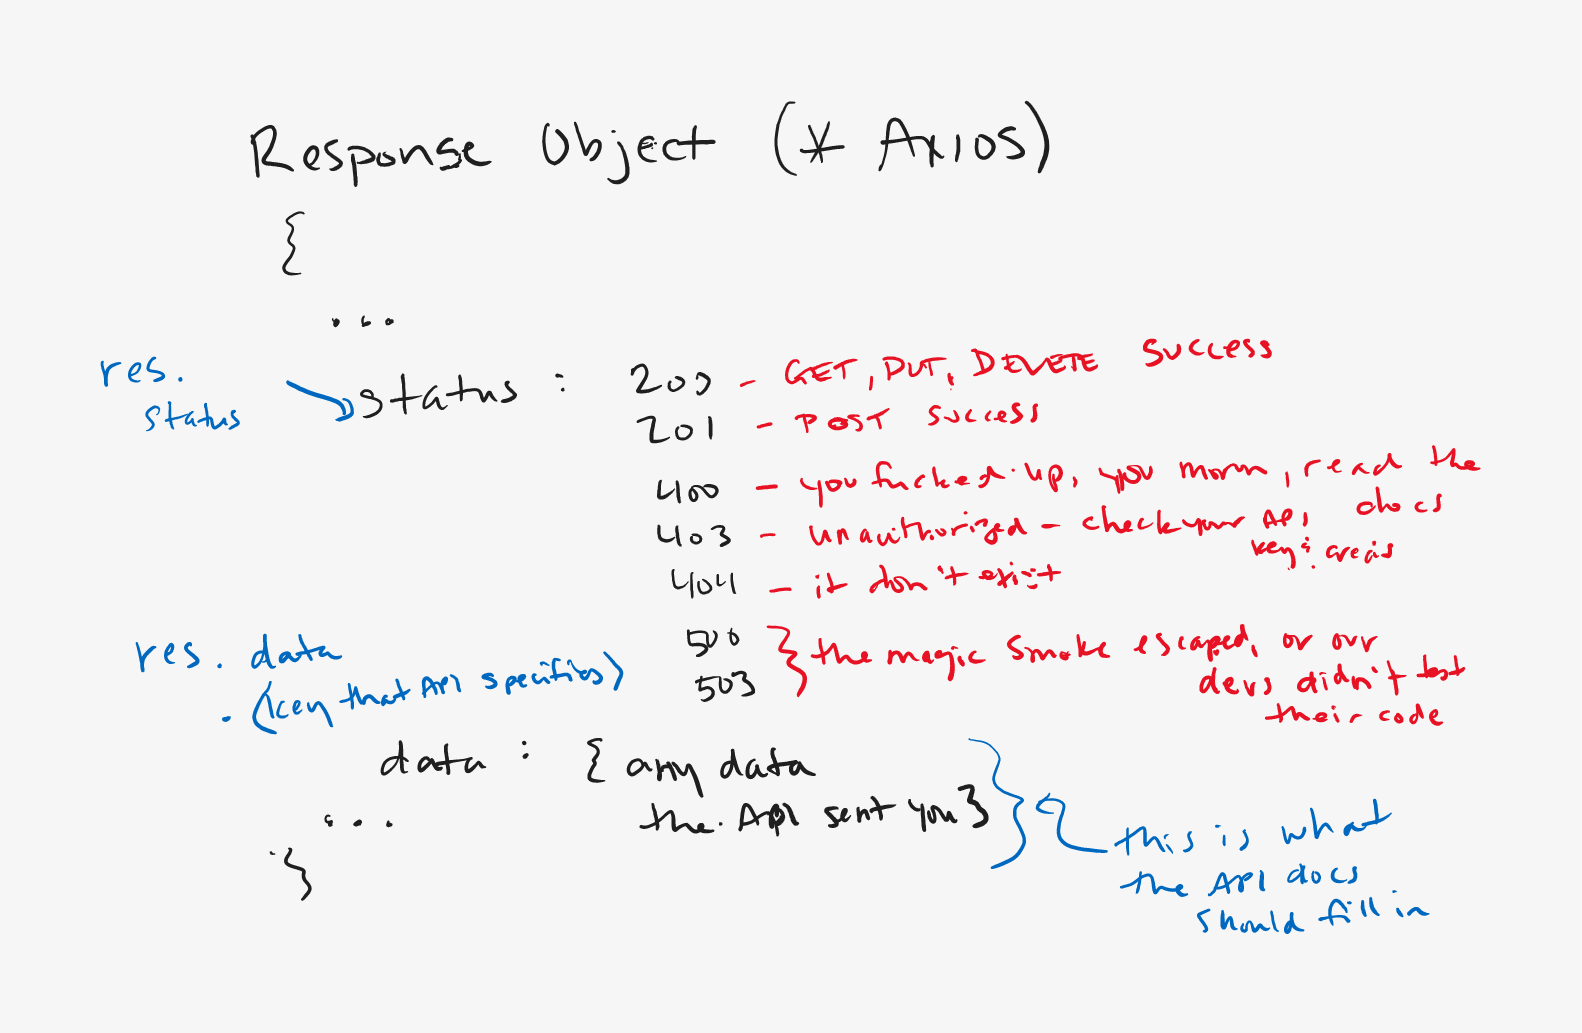 Response Object (* Axios)
{
...
res.
status
status : 200 - GET, PUT, DELETE success
201 - POST success
400 - you fucked up, you moron, read the
docs
403 - unauthorized - check your API
key & areas
404 - it don't exist
500
503 } the magic smoke escaped, or our
devs didn't test
their code
res. data
. (key that API specifies)
data : { any data
the API sent you }
...
}
this is what
the API docs
should fill in